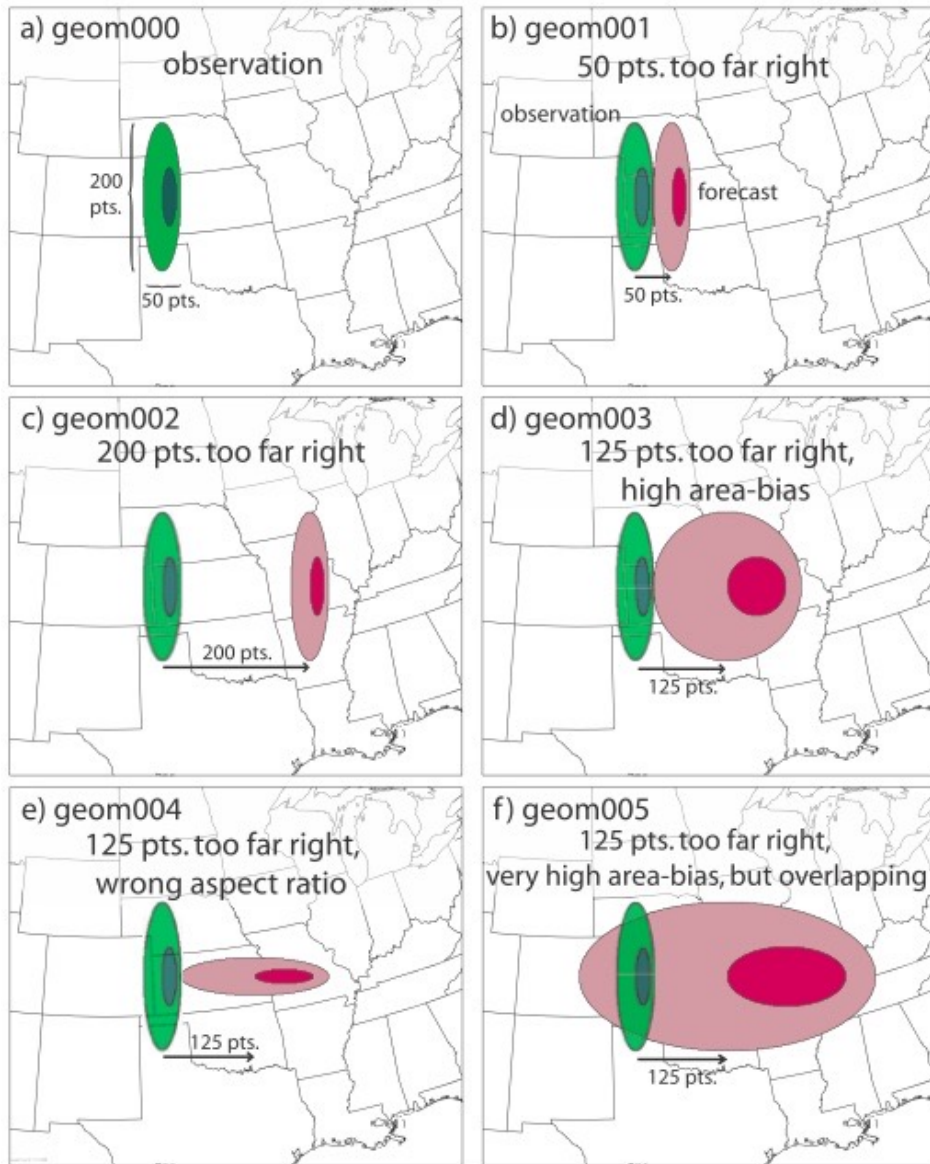 a) geom000
observation
200
pts.
50 pts.
b) geom001
50 pts. too far right
observation
forecast
50 pts.
c) geom002
200 pts. too far right
200 pts.
d) geom003
125 pts. too far right,
high area-bias
125 pts.
e) geom004
125 pts. too far right,
wrong aspect ratio
125 pts.
f) geom005
125 pts. too far right,
very high area-bias, but overlapping
125 pts.